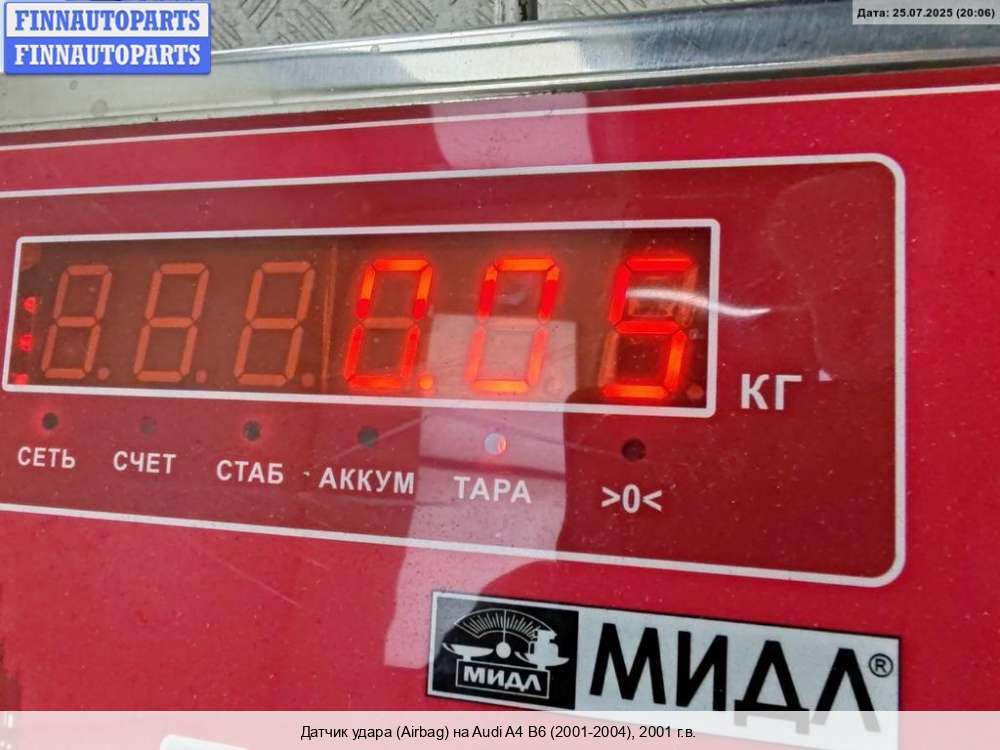 FINNAUTOPARTS
FINNAUTOPARTS
Дата: 25.07.2025 (20:06)
0.05
КГ
СЕТЬ СЧЕТ СТАБ АККУМ ТАРА >0<
МИДЛ
МИДЛ®
Датчик удара (Airbag) на Audi A4 B6 (2001-2004), 2001 г.в.